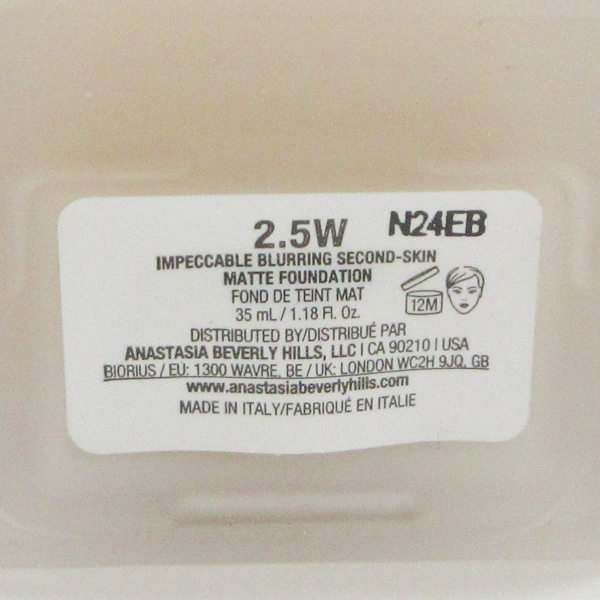 2.5W N24EB
IMPECCABLE BLURRING SECOND-SKIN
MATTE FOUNDATION
FOND DE TEINT MAT
12M
35 mL / 1.18 Fl. Oz.
DISTRIBUTED BY/DISTRIBUÉ PAR
ANASTASIA BEVERLY HILLS, LLC | CA 90210 | USA
BIORIUS / EU: 1300 WAVRE, BE / UK: LONDON WC2H 9JQ, GB
www.anastasiabeverlyhills.com
MADE IN ITALY/FABRIQUÉ EN ITALIE